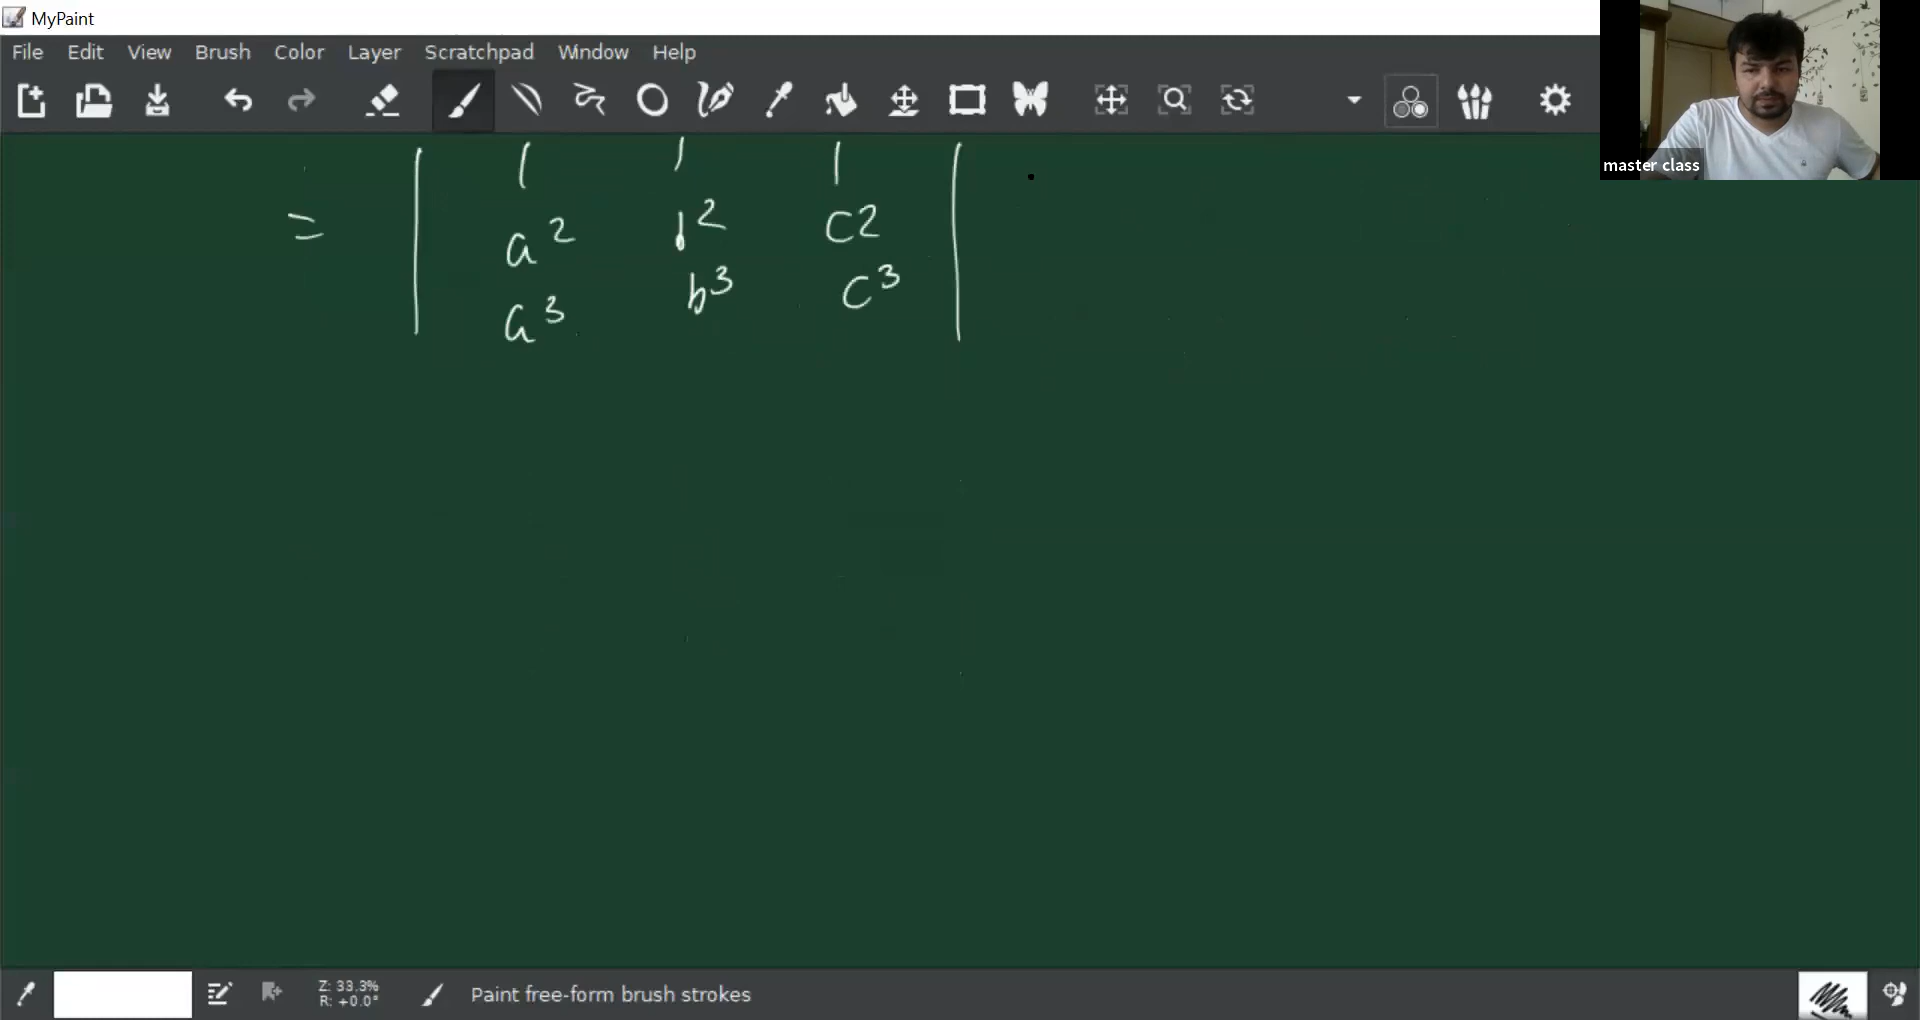 MyPaint
File Edit View Brush Color Layer Scratchpad Window Help
master class
| 1 1 1 |
= | a² b² c² |
| a³ b³ c³ |
Z: 33.3%
R: +0.0°
Paint free-form brush strokes